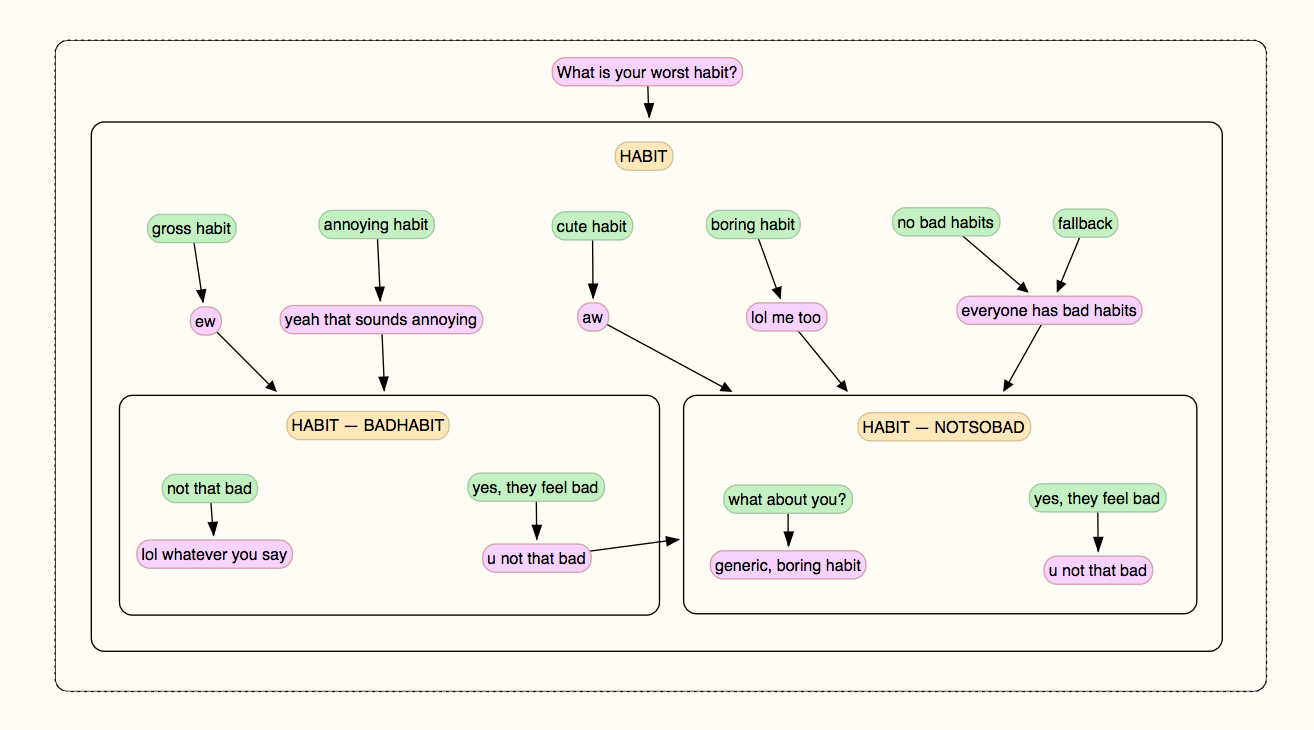 What is your worst habit?
HABIT
gross habit
annoying habit
cute habit
boring habit
no bad habits
fallback
ew
yeah that sounds annoying
aw
lol me too
everyone has bad habits
HABIT — BADHABIT
not that bad
yes, they feel bad
lol whatever you say
u not that bad
HABIT — NOTSOBAD
what about you?
yes, they feel bad
generic, boring habit
u not that bad